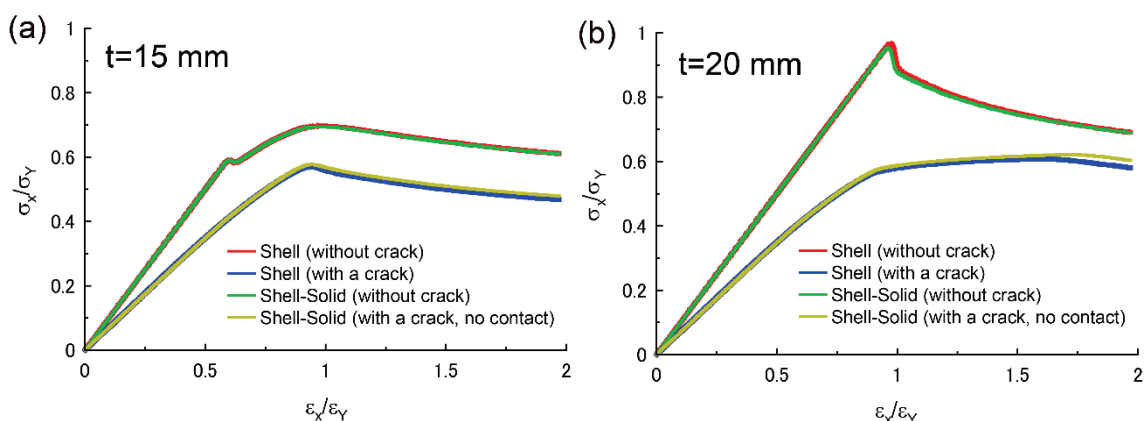 (a)
t=15 mm
1
0.8
0.6
0.4
0.2
0
σx/σY
Shell (without crack)
Shell (with a crack)
Shell-Solid (without crack)
Shell-Solid (with a crack, no contact)
0
0.5
1
1.5
2
εx/εY
(b)
t=20 mm
1
0.8
0.6
0.4
0.2
0
σx/σY
Shell (without crack)
Shell (with a crack)
Shell-Solid (without crack)
Shell-Solid (with a crack, no contact)
0
0.5
1
1.5
2
εx/εY